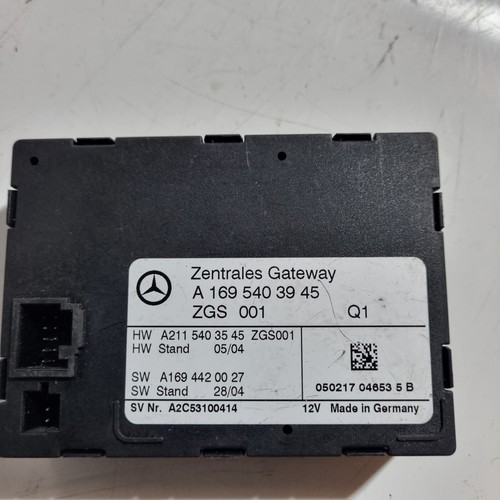 Zentrales Gateway
A 169 540 39 45
ZGS 001 Q1
HW A211 540 35 45 ZGS001
HW Stand 05/04
SW A169 442 00 27
SW Stand 28/04
050217 04653 5 B
SV Nr. A2C53100414 12V Made in Germany